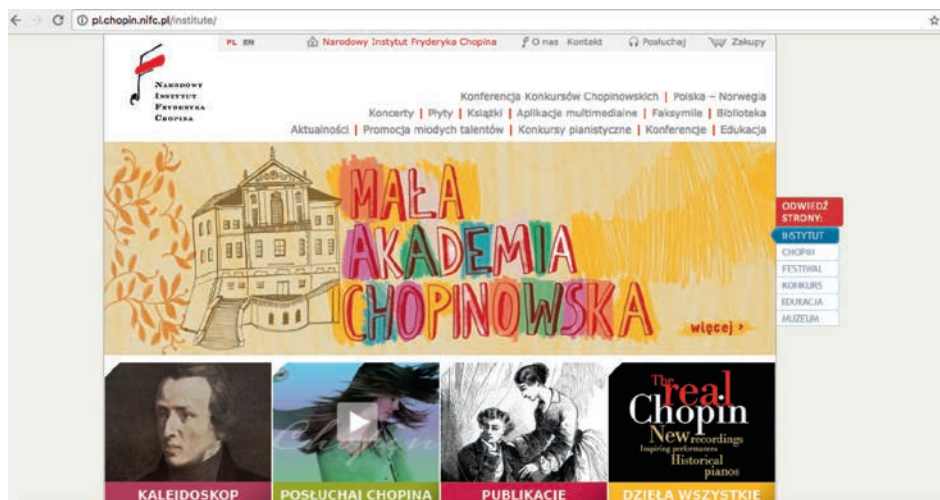 pl.chopin.nifc.pl/institute/
PL EN Narodowy Instytut Fryderyka Chopina O nas Kontakt Posłuchaj Zakupy
NARODOWY
INSTYTUT
FRYDERYKA
CHOPINA
Konferencja Konkursów Chopinowskich | Polska – Norwegia
Koncerty | Płyty | Książki | Aplikacje multimedialne | Faksymile | Biblioteka
Aktualności | Promocja młodych talentów | Konkursy pianistyczne | Konferencje | Edukacja
MAŁA
AKADEMIA
CHOPINOWSKA
więcej ›
ODWIEDŹ
STRONY:
INSTYTUT
CHOPIN
FESTIWAL
KONKURS
EDUKACJA
MUZEUM
Chopin
The
real
Chopin
New recordings
Inspiring performances
Historical
pianos
KALEJDOSKOP
POSŁUCHAJ CHOPINA
PUBLIKACJE
DZIEŁA WSZYSTKIE